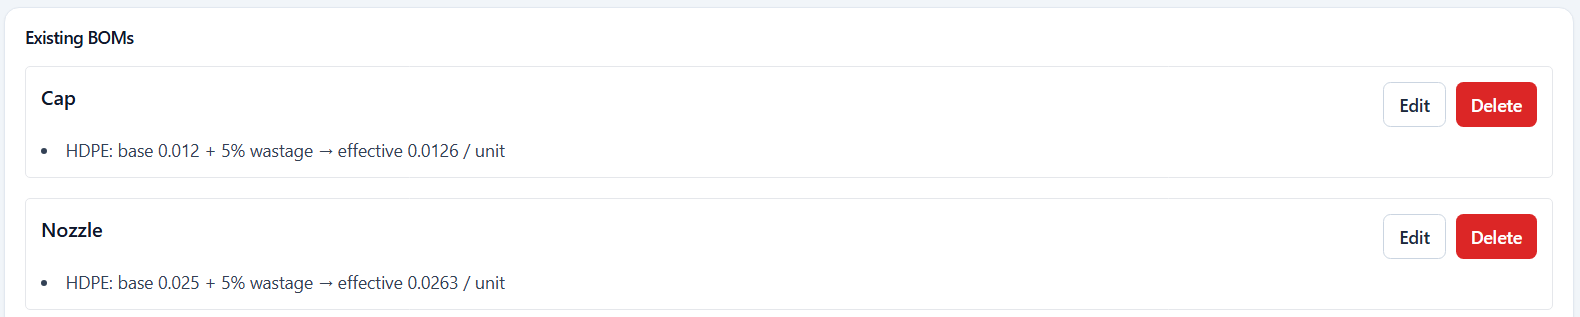 Existing BOMs
Cap
Edit
Delete
• HDPE: base 0.012 + 5% wastage → effective 0.0126 / unit
Nozzle
Edit
Delete
• HDPE: base 0.025 + 5% wastage → effective 0.0263 / unit